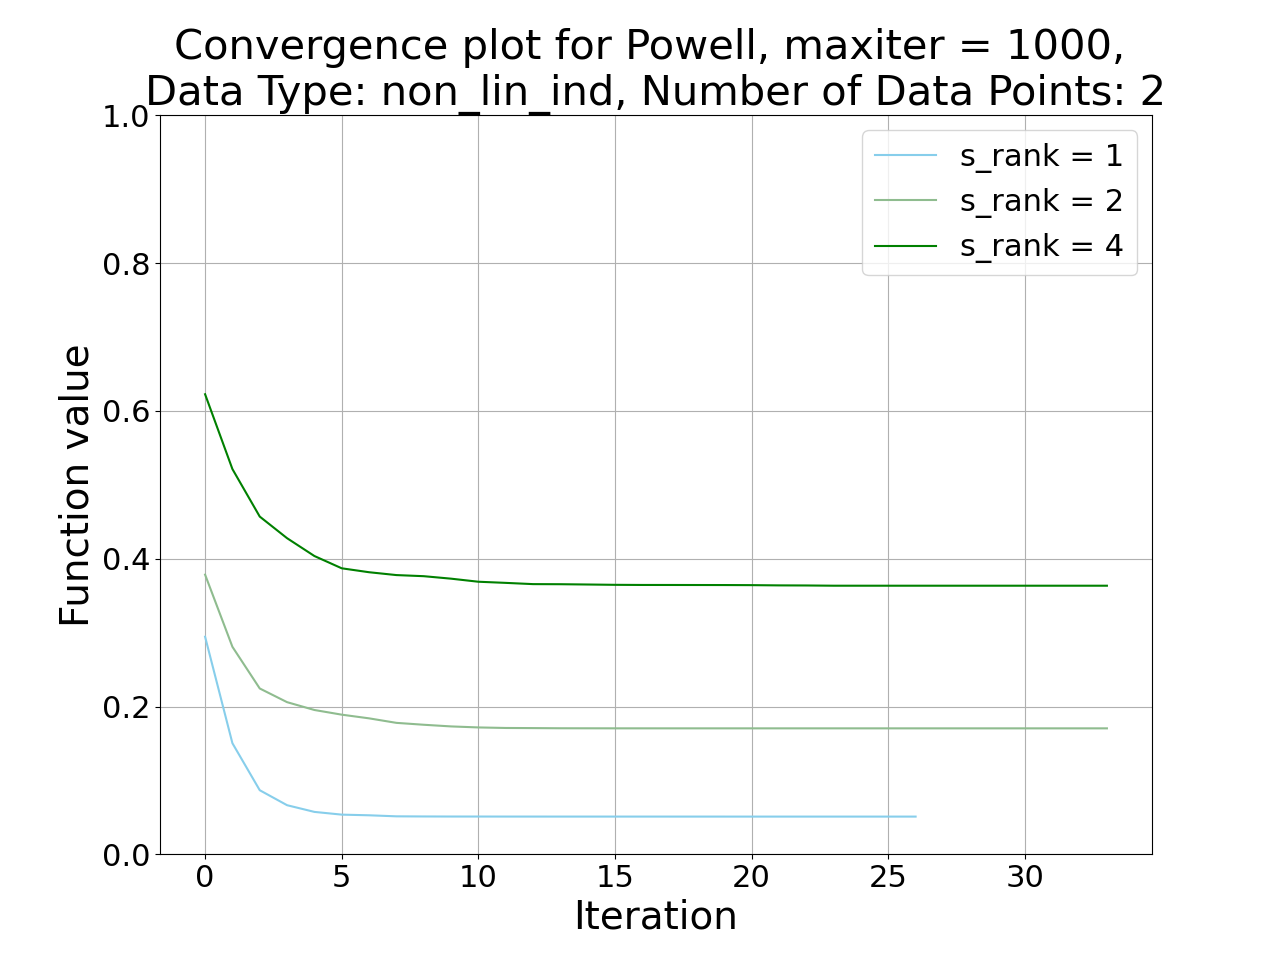 Convergence plot for Powell, maxiter = 1000,
Data Type: non_lin_ind, Number of Data Points: 2
1.0
0.8
0.6
0.4
0.2
0.0
Function value
s_rank = 1
s_rank = 2
s_rank = 4
0 5 10 15 20 25 30
Iteration